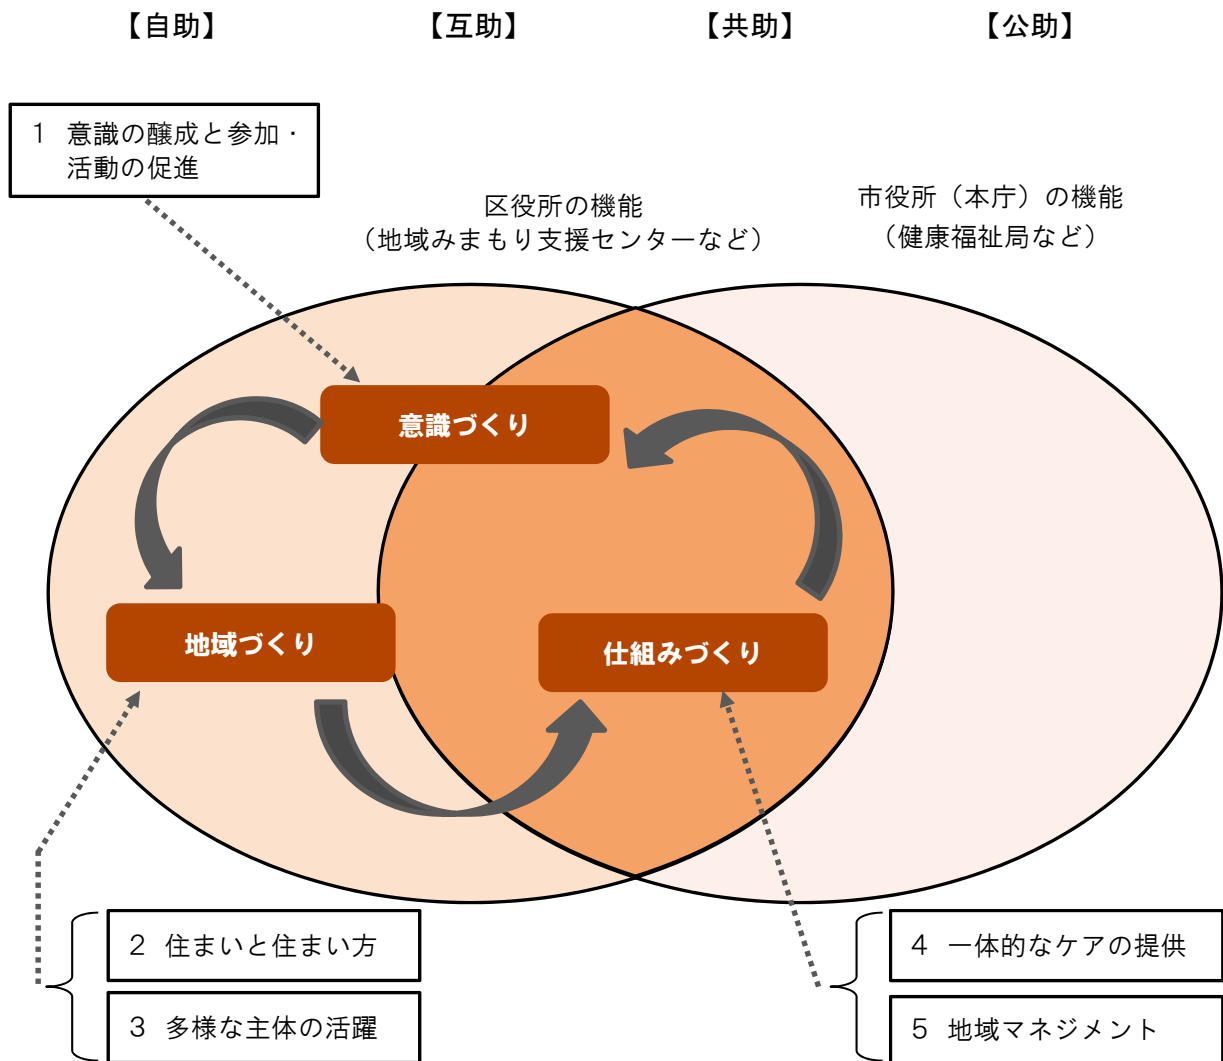 【自助】 【互助】 【共助】 【公助】
1 意識の醸成と参加・
活動の促進
区役所の機能
（地域みまもり支援センターなど）
市役所（本庁）の機能
（健康福祉局など）
意識づくり
地域づくり
仕組みづくり
2 住まいと住まい方
3 多様な主体の活躍
4 一体的なケアの提供
5 地域マネジメント